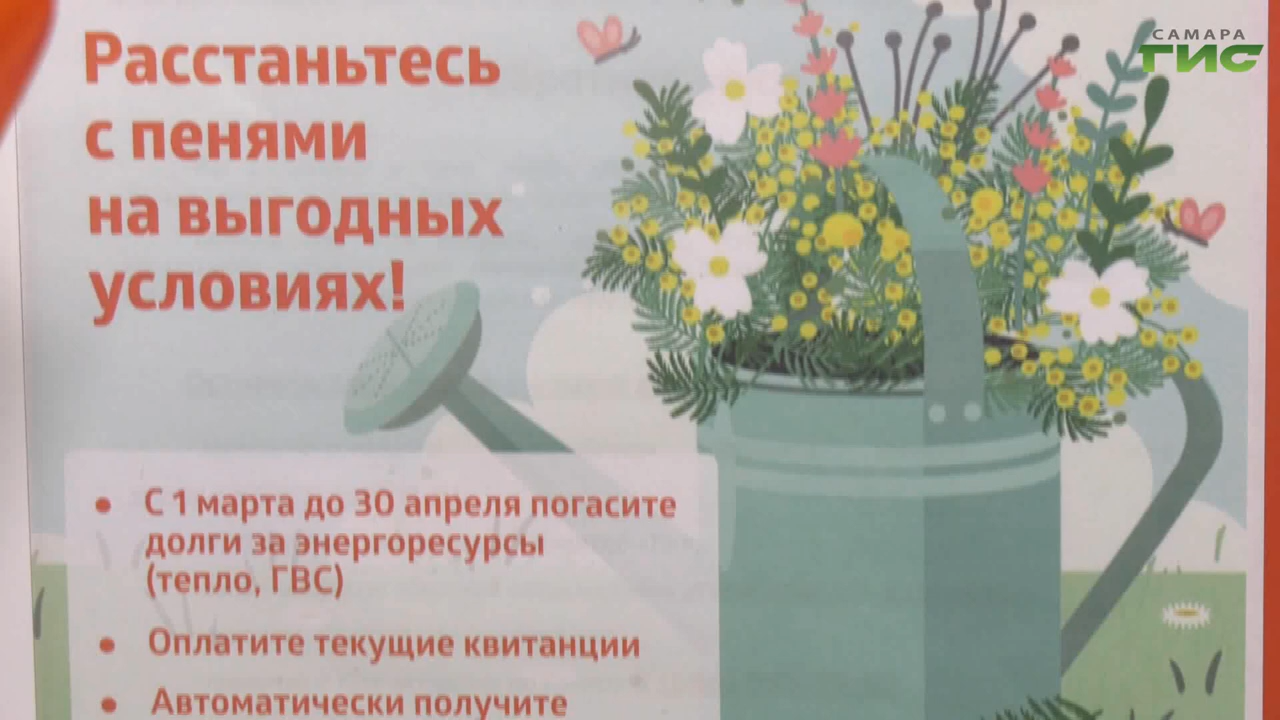 САМАРА
ГИС
Расстаньтесь
с пенями
на выгодных
условиях!
• С 1 марта до 30 апреля погасите
долги за энергоресурсы
(тепло, ГВС)
• Оплатите текущие квитанции
• Автоматически получите